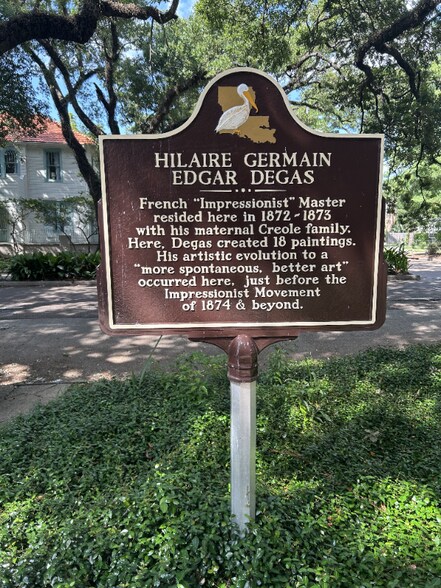 HILAIRE GERMAIN
EDGAR DEGAS
French "Impressionist" Master
resided here in 1872-1873
with his maternal Creole family.
Here, Degas created 18 paintings.
His artistic evolution to a
"more spontaneous, better art"
occurred here, just before the
Impressionist Movement
of 1874 & beyond.